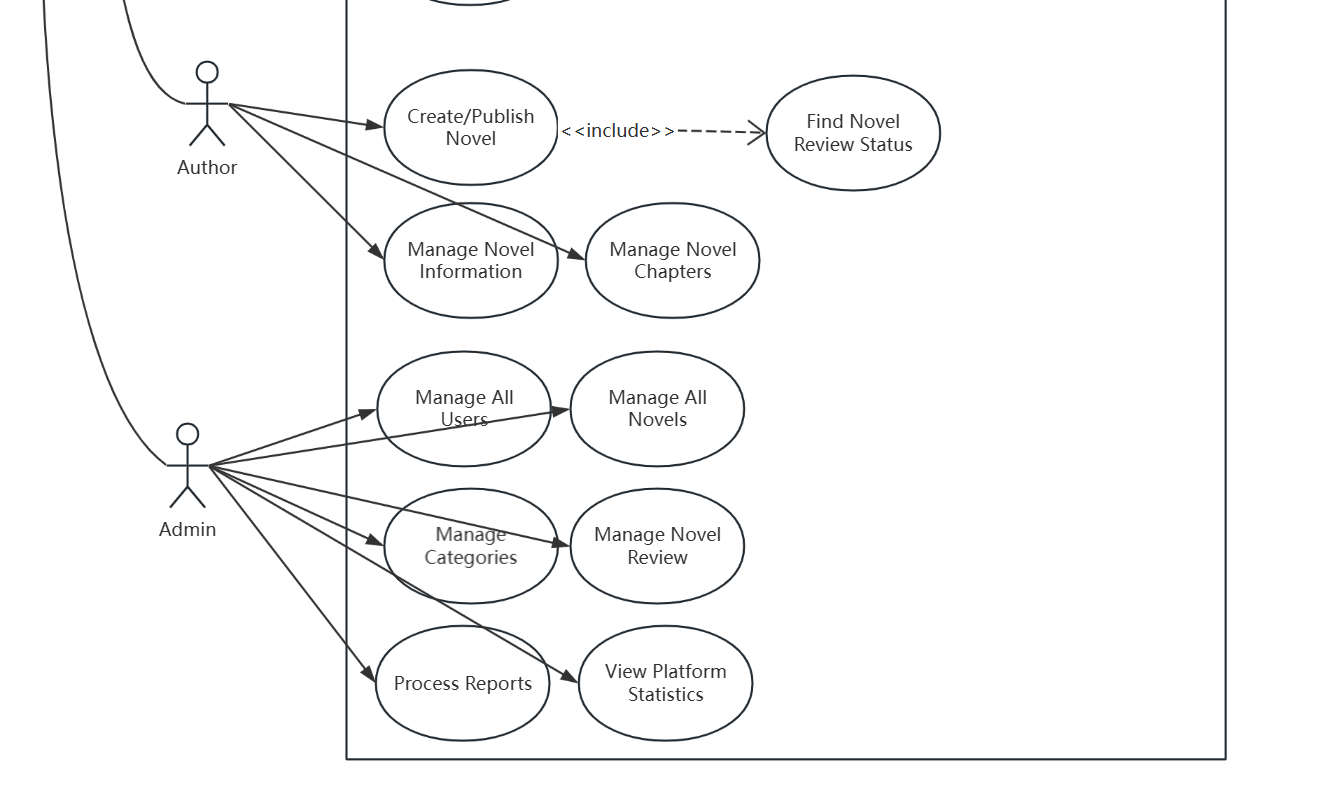 Create/Publish
Novel
<<include>>
Find Novel
Review Status
Author
Manage Novel
Information
Manage Novel
Chapters
Manage All
Users
Manage All
Novels
Admin
Manage
Categories
Manage Novel
Review
Process Reports
View Platform
Statistics